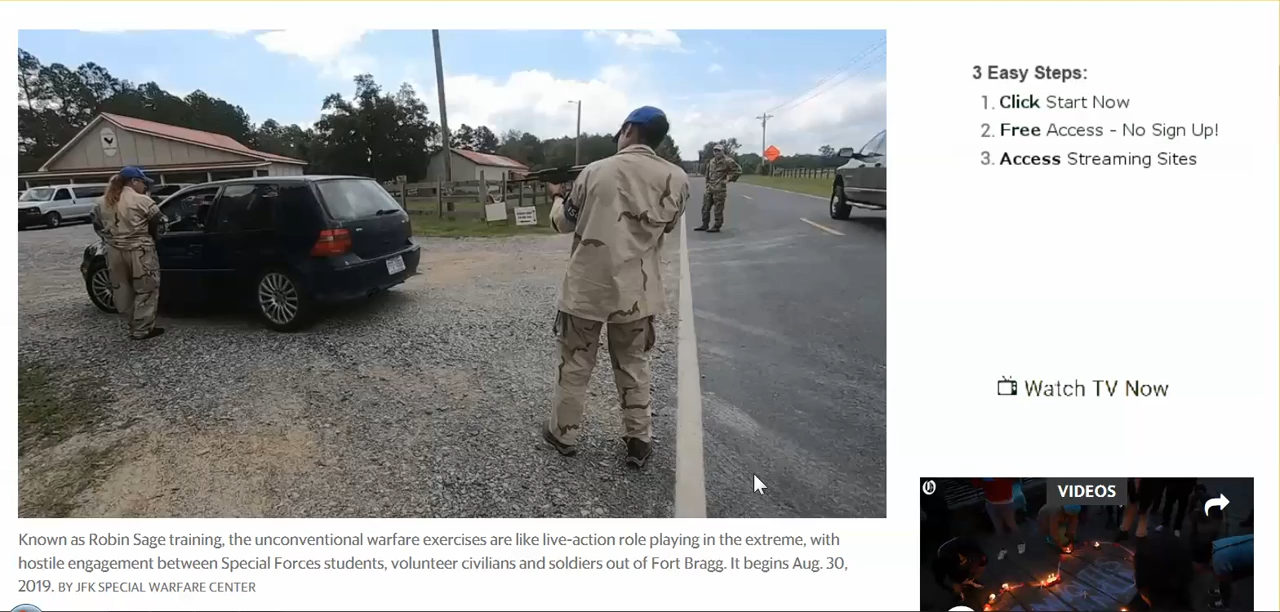 3 Easy Steps:
1. Click Start Now
2. Free Access - No Sign Up!
3. Access Streaming Sites
Watch TV Now
VIDEOS
Known as Robin Sage training, the unconventional warfare exercises are like live-action role playing in the extreme, with
hostile engagement between Special Forces students, volunteer civilians and soldiers out of Fort Bragg. It begins Aug. 30,
2019. BY JFK SPECIAL WARFARE CENTER